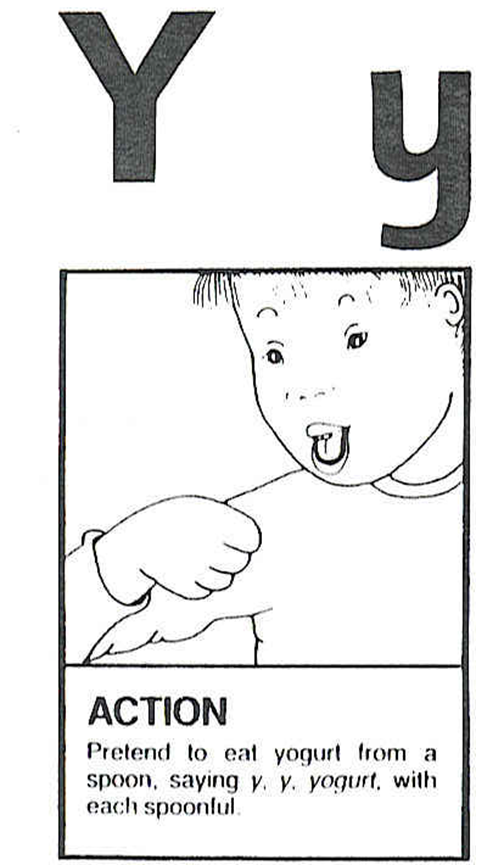 Y y
ACTION
Pretend to eat yogurt from a
spoon, saying y, y, yogurt, with
each spoonful.